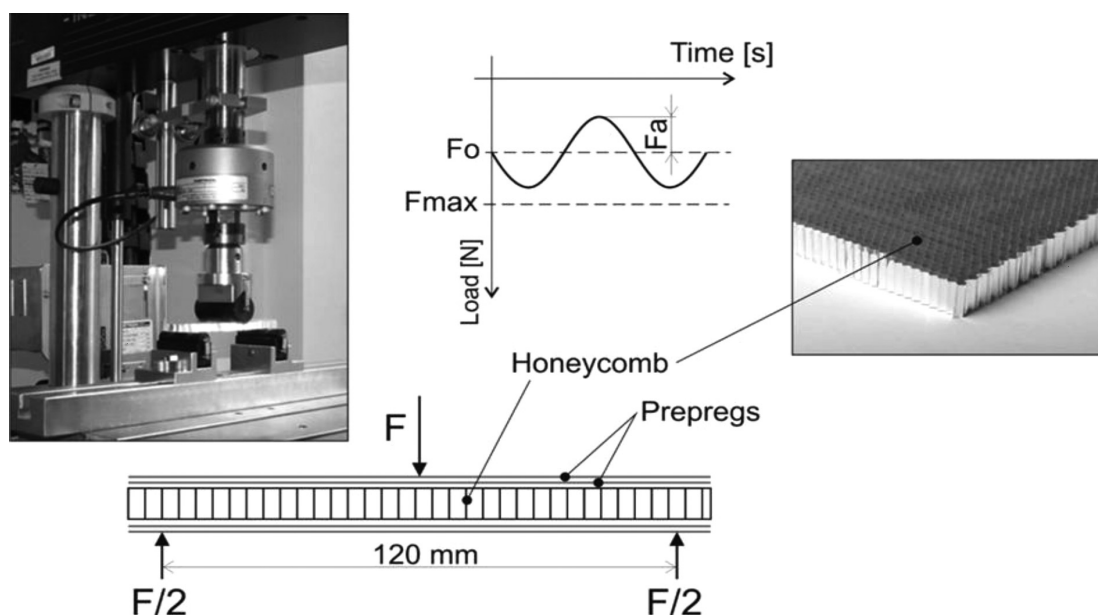 Time [s]
Fa
Fo
Fmax
Load [N]
Honeycomb
Prepregs
F
120 mm
F/2
F/2